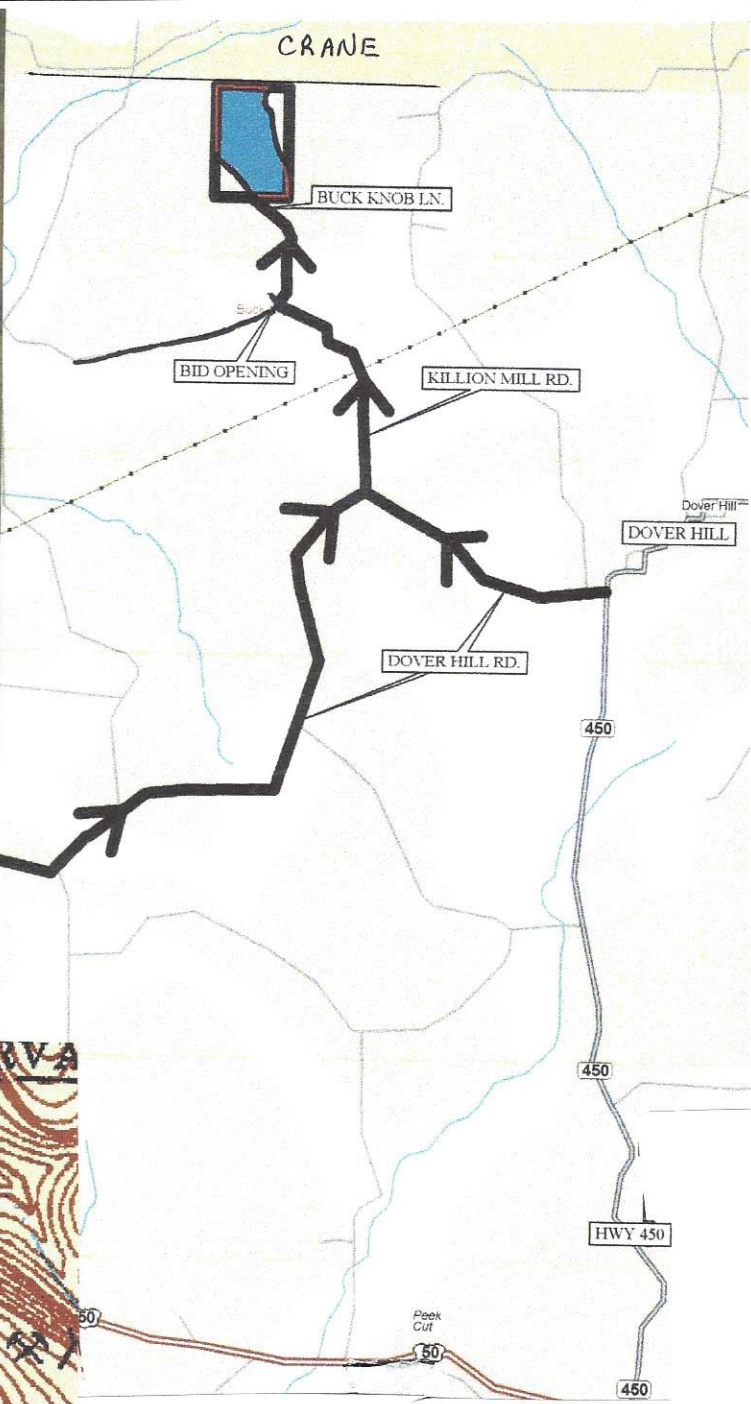 CRANE
BUCK KNOB LN.
Buck
BID OPENING
KILLION MILL RD.
Dover Hill
DOVER HILL
DOVER HILL RD.
450
450
HWY 450
50
Peek
Cut
50
450